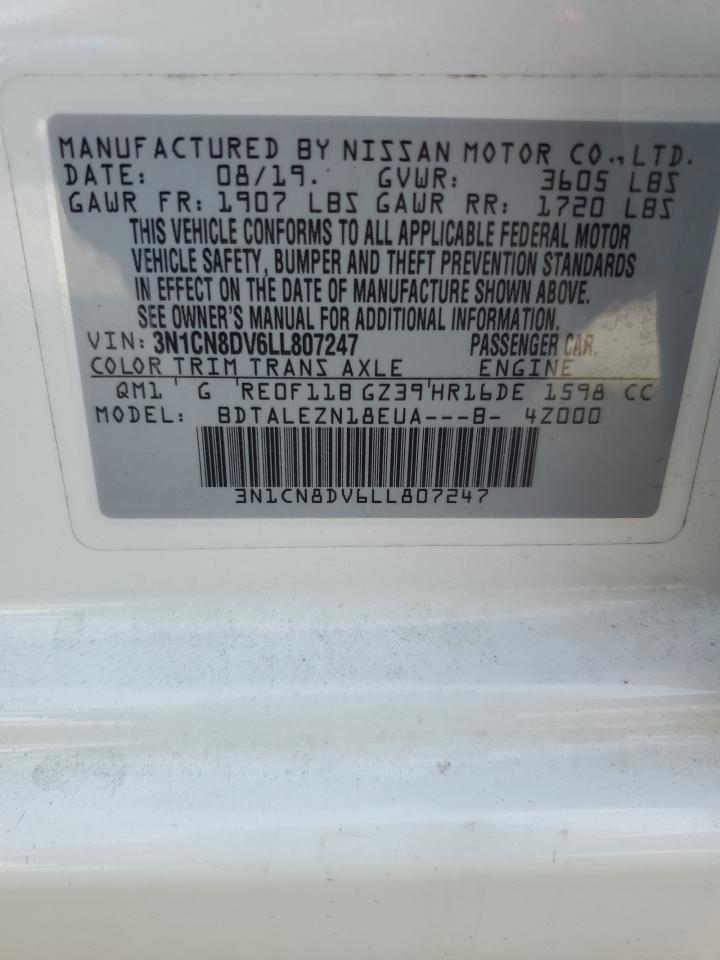 MANUFACTURED BY NISSAN MOTOR CO., LTD.
DATE: 08/19. GVWR: 3605 LBS
GAWR FR: 1907 LBS GAWR RR: 1720 LBS
THIS VEHICLE CONFORMS TO ALL APPLICABLE FEDERAL MOTOR
VEHICLE SAFETY, BUMPER AND THEFT PREVENTION STANDARDS
IN EFFECT ON THE DATE OF MANUFACTURE SHOWN ABOVE.
SEE OWNER'S MANUAL FOR ADDITIONAL INFORMATION.
VIN: 3N1CN8DV6LL807247 PASSENGER CAR.
COLOR TRIM TRANS AXLE ENGINE
QM1 G RE0F11B GZ39 HR16DE 1598 CC
MODEL: BDTALEZN18EUA---B- 4Z000
3N1CN8DV6LL807247